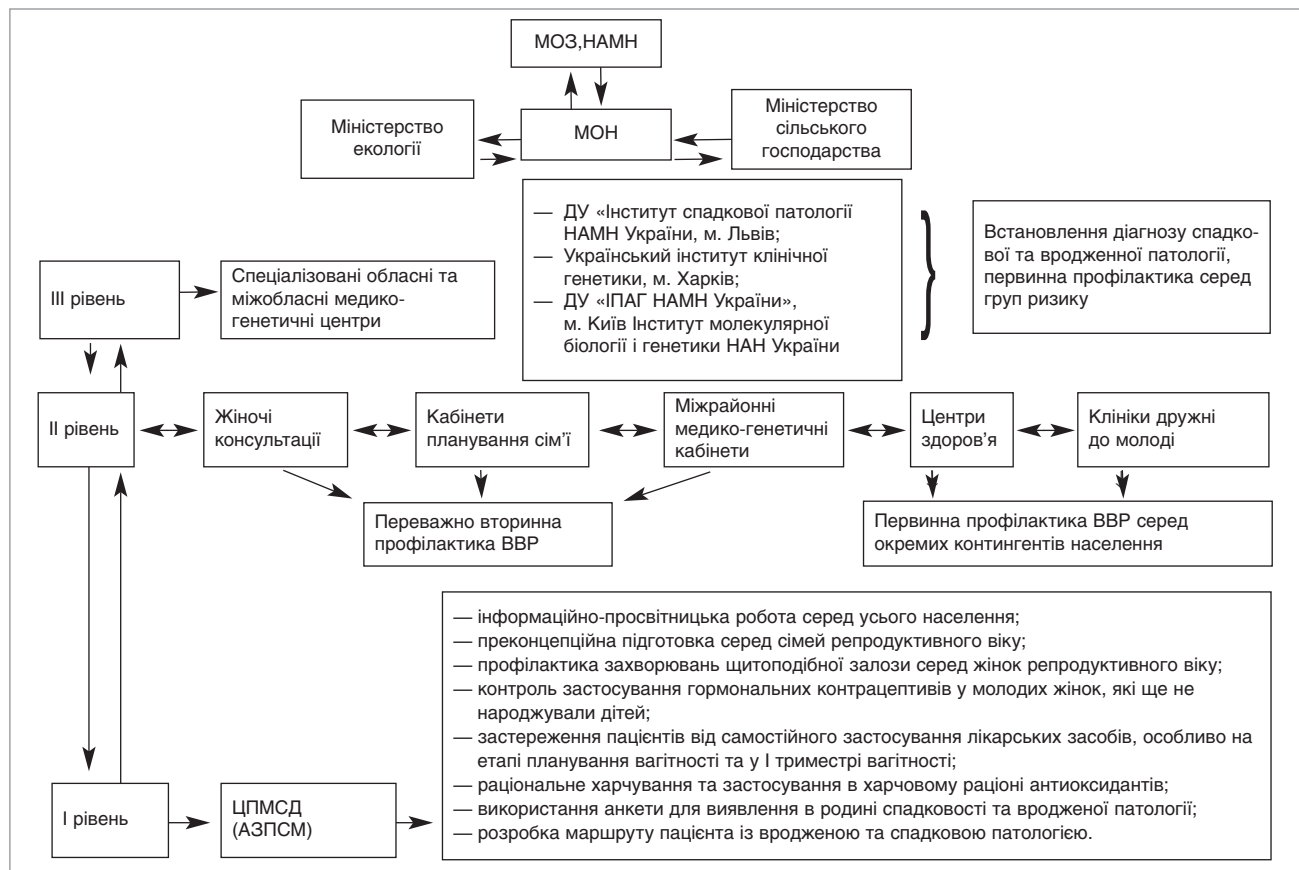 МОЗ,НАМН
Міністерство
екології
МОН
Міністерство
сільського
господарства
— ДУ «Інститут спадкової патології
НАМН України, м. Львів;
— Український інститут клінічної
генетики, м. Харків;
— ДУ «ІПАГ НАМН України»,
м. Київ Інститут молекулярної
біології і генетики НАН України
Встановлення діагнозу спадко-
вої та вродженної патології,
первинна профілактика серед
груп ризику
ІІІ рівень
Спеціалізовані обласні та
міжобласні медико-
генетичні центри
ІІ рівень
Жіночі
консультації
Кабінети
планування сім’ї
Міжрайонні
медико-генетичні
кабінети
Центри
здоров’я
Клініки дружні
до молоді
Переважно вторинна
профілактика ВВР
Первинна профілактика ВВР серед
окремих контингентів населення
— інформаційно-просвітницька робота серед усього населення;
— преконцепційна підготовка серед сімей репродуктивного віку;
— профілактика захворювань щитоподібної залози серед жінок репродуктивного віку;
— контроль застосування гормональних контрацептивів у молодих жінок, які ще не
народжували дітей;
— застереження пацієнтів від самостійного застосування лікарських засобів, особливо на
етапі планування вагітності та у І триместрі вагітності;
— раціональне харчування та застосування в харчовому раціоні антиоксидантів;
— використання анкети для виявлення в родині спадковості та вродженої патології;
— розробка маршруту пацієнта із вродженою та спадковою патологією.
І рівень
ЦПМСД
(АЗПСМ)